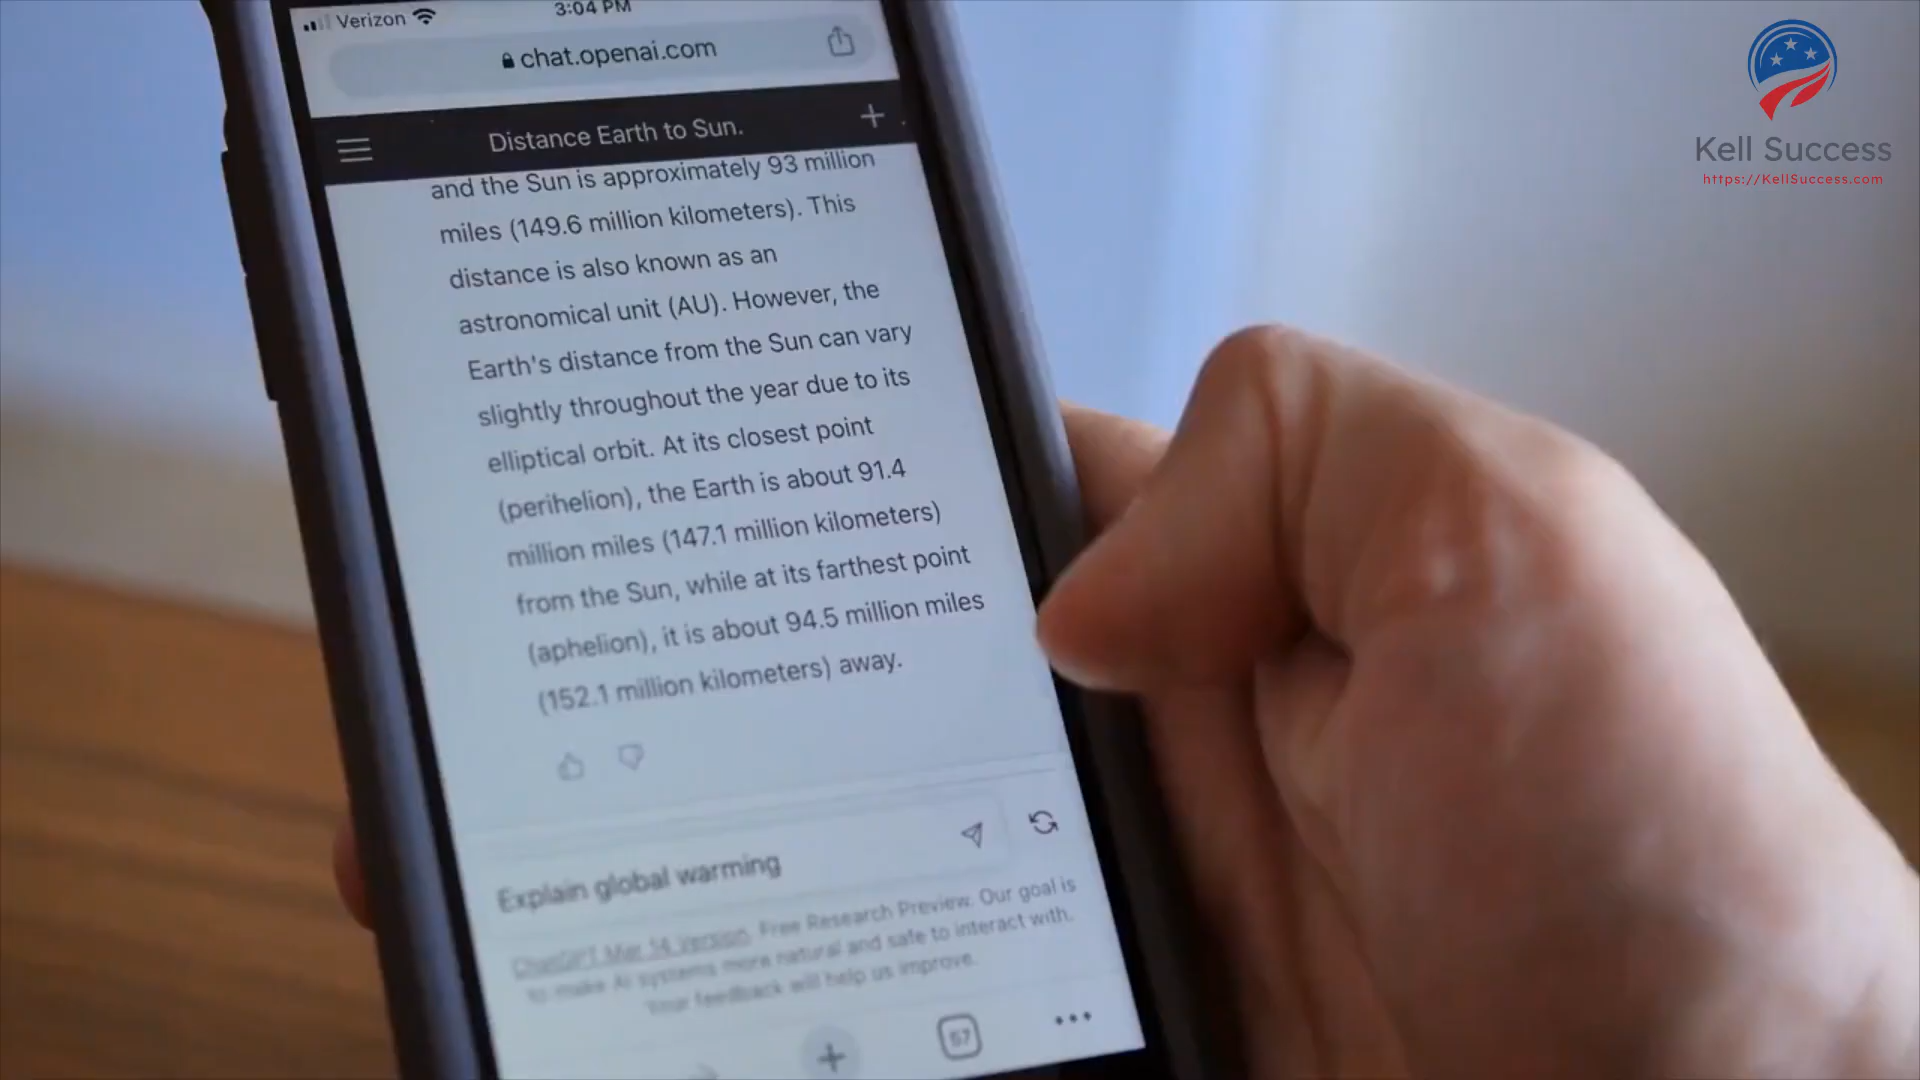 Verizon
3:04 PM
chat.openai.com
Distance Earth to Sun.
and the Sun is approximately 93 million
miles (149.6 million kilometers). This
distance is also known as an
astronomical unit (AU). However, the
Earth's distance from the Sun can vary
slightly throughout the year due to its
elliptical orbit. At its closest point
(perihelion), the Earth is about 91.4
million miles (147.1 million kilometers)
from the Sun, while at its farthest point
(aphelion), it is about 94.5 million miles
(152.1 million kilometers) away.
Explain global warming
ChatGPT Mar 14 Version. Free Research Preview. Our goal is
to make AI systems more natural and safe to interact with.
Your feedback will help us improve.
57
Kell Success
https://KellSuccess.com